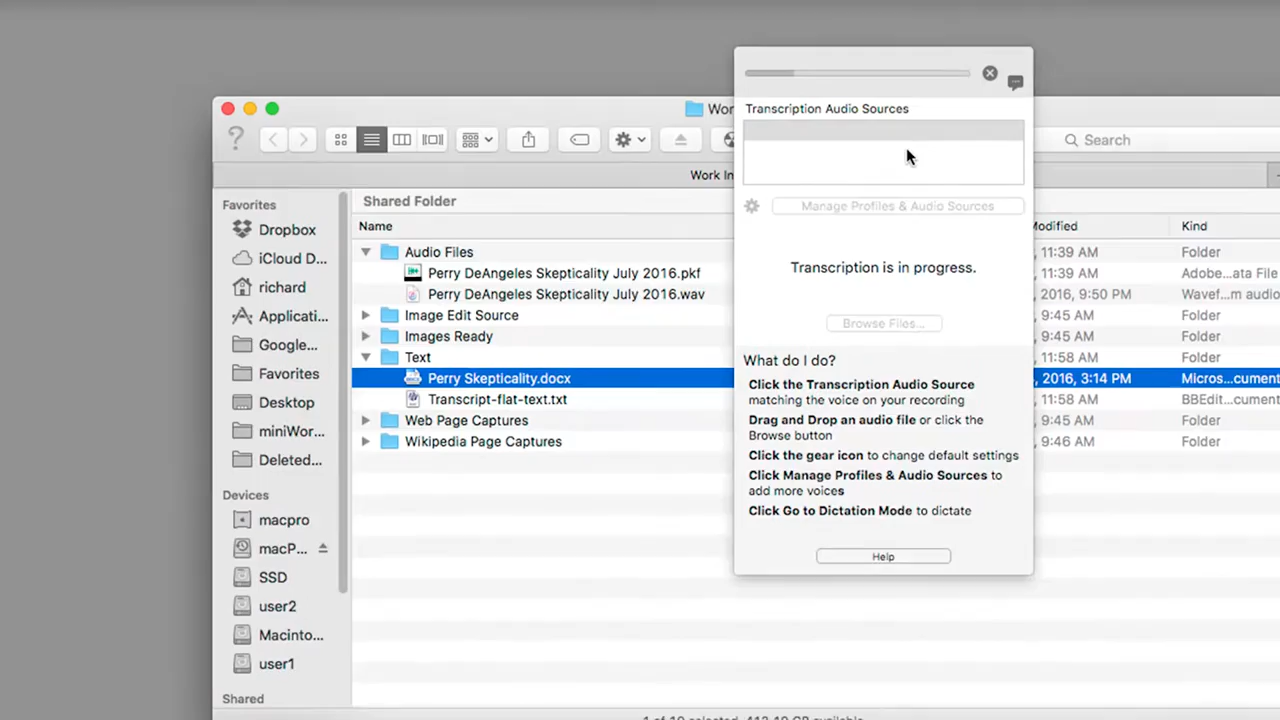 Wor
Search
Work In
Favorites
Dropbox
iCloud D...
richard
Applicati...
Google...
Favorites
Desktop
miniWor...
Deleted...
Devices
macpro
macP...
SSD
user2
Macinto...
user1
Shared
Shared Folder
Name
Modified
Kind
Audio Files
, 11:39 AM
Folder
Perry DeAngeles Skepticality July 2016.pkf
, 11:39 AM
Adobe...ata File
Perry DeAngeles Skepticality July 2016.wav
, 2016, 9:50 PM
Wavef...m audio
Image Edit Source
, 9:45 AM
Folder
Images Ready
, 9:45 AM
Folder
Text
, 11:58 AM
Folder
Perry Skepticality.docx
, 2016, 3:14 PM
Micros...cument
Transcript-flat-text.txt
, 11:58 AM
BBEdit...cument
Web Page Captures
, 9:45 AM
Folder
Wikipedia Page Captures
, 9:46 AM
Folder
Transcription Audio Sources
Manage Profiles & Audio Sources
Transcription is in progress.
Browse Files...
What do I do?
Click the Transcription Audio Source
matching the voice on your recording
Drag and Drop an audio file or click the
Browse button
Click the gear icon to change default settings
Click Manage Profiles & Audio Sources to
add more voices
Click Go to Dictation Mode to dictate
Help